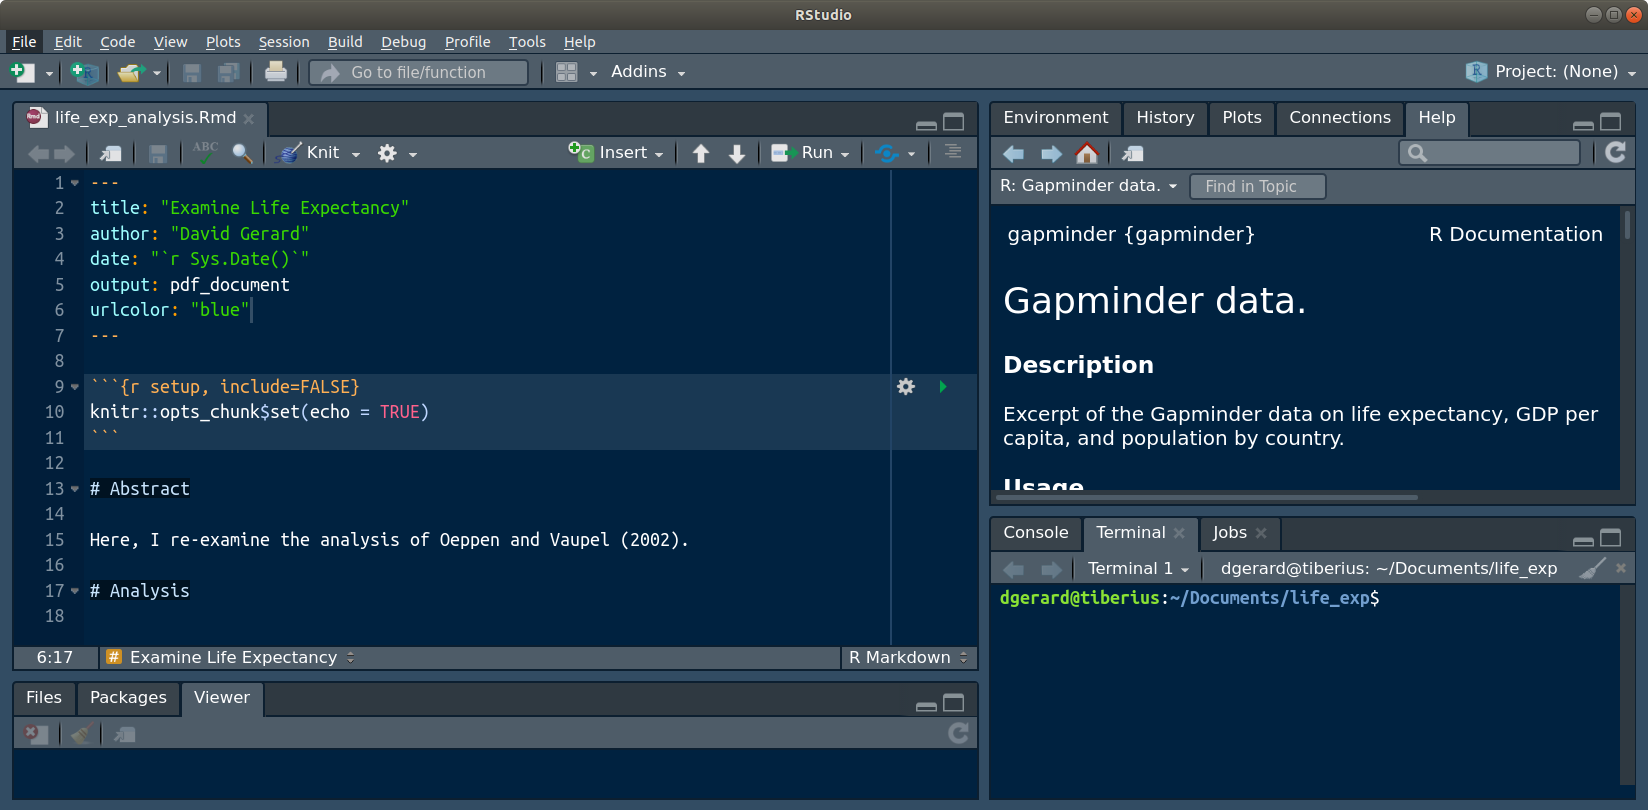 RStudio
File Edit Code View Plots Session Build Debug Profile Tools Help
Go to file/function Addins Project: (None)
life_exp_analysis.Rmd
ABC Knit Insert Run
1 ---
2 title: "Examine Life Expectancy"
3 author: "David Gerard"
4 date: "`r Sys.Date()`"
5 output: pdf_document
6 urlcolor: "blue"
7 ---
8
9 ```{r setup, include=FALSE}
10 knitr::opts_chunk$set(echo = TRUE)
11 ```
12
13 # Abstract
14
15 Here, I re-examine the analysis of Oeppen and Vaupel (2002).
16
17 # Analysis
18
6:17 # Examine Life Expectancy R Markdown
Files Packages Viewer
Environment History Plots Connections Help
R: Gapminder data. Find in Topic
gapminder {gapminder} R Documentation
Gapminder data.
Description
Excerpt of the Gapminder data on life expectancy, GDP per
capita, and population by country.
Usage
Console Terminal Jobs
Terminal 1 dgerard@tiberius: ~/Documents/life_exp
dgerard@tiberius:~/Documents/life_exp$